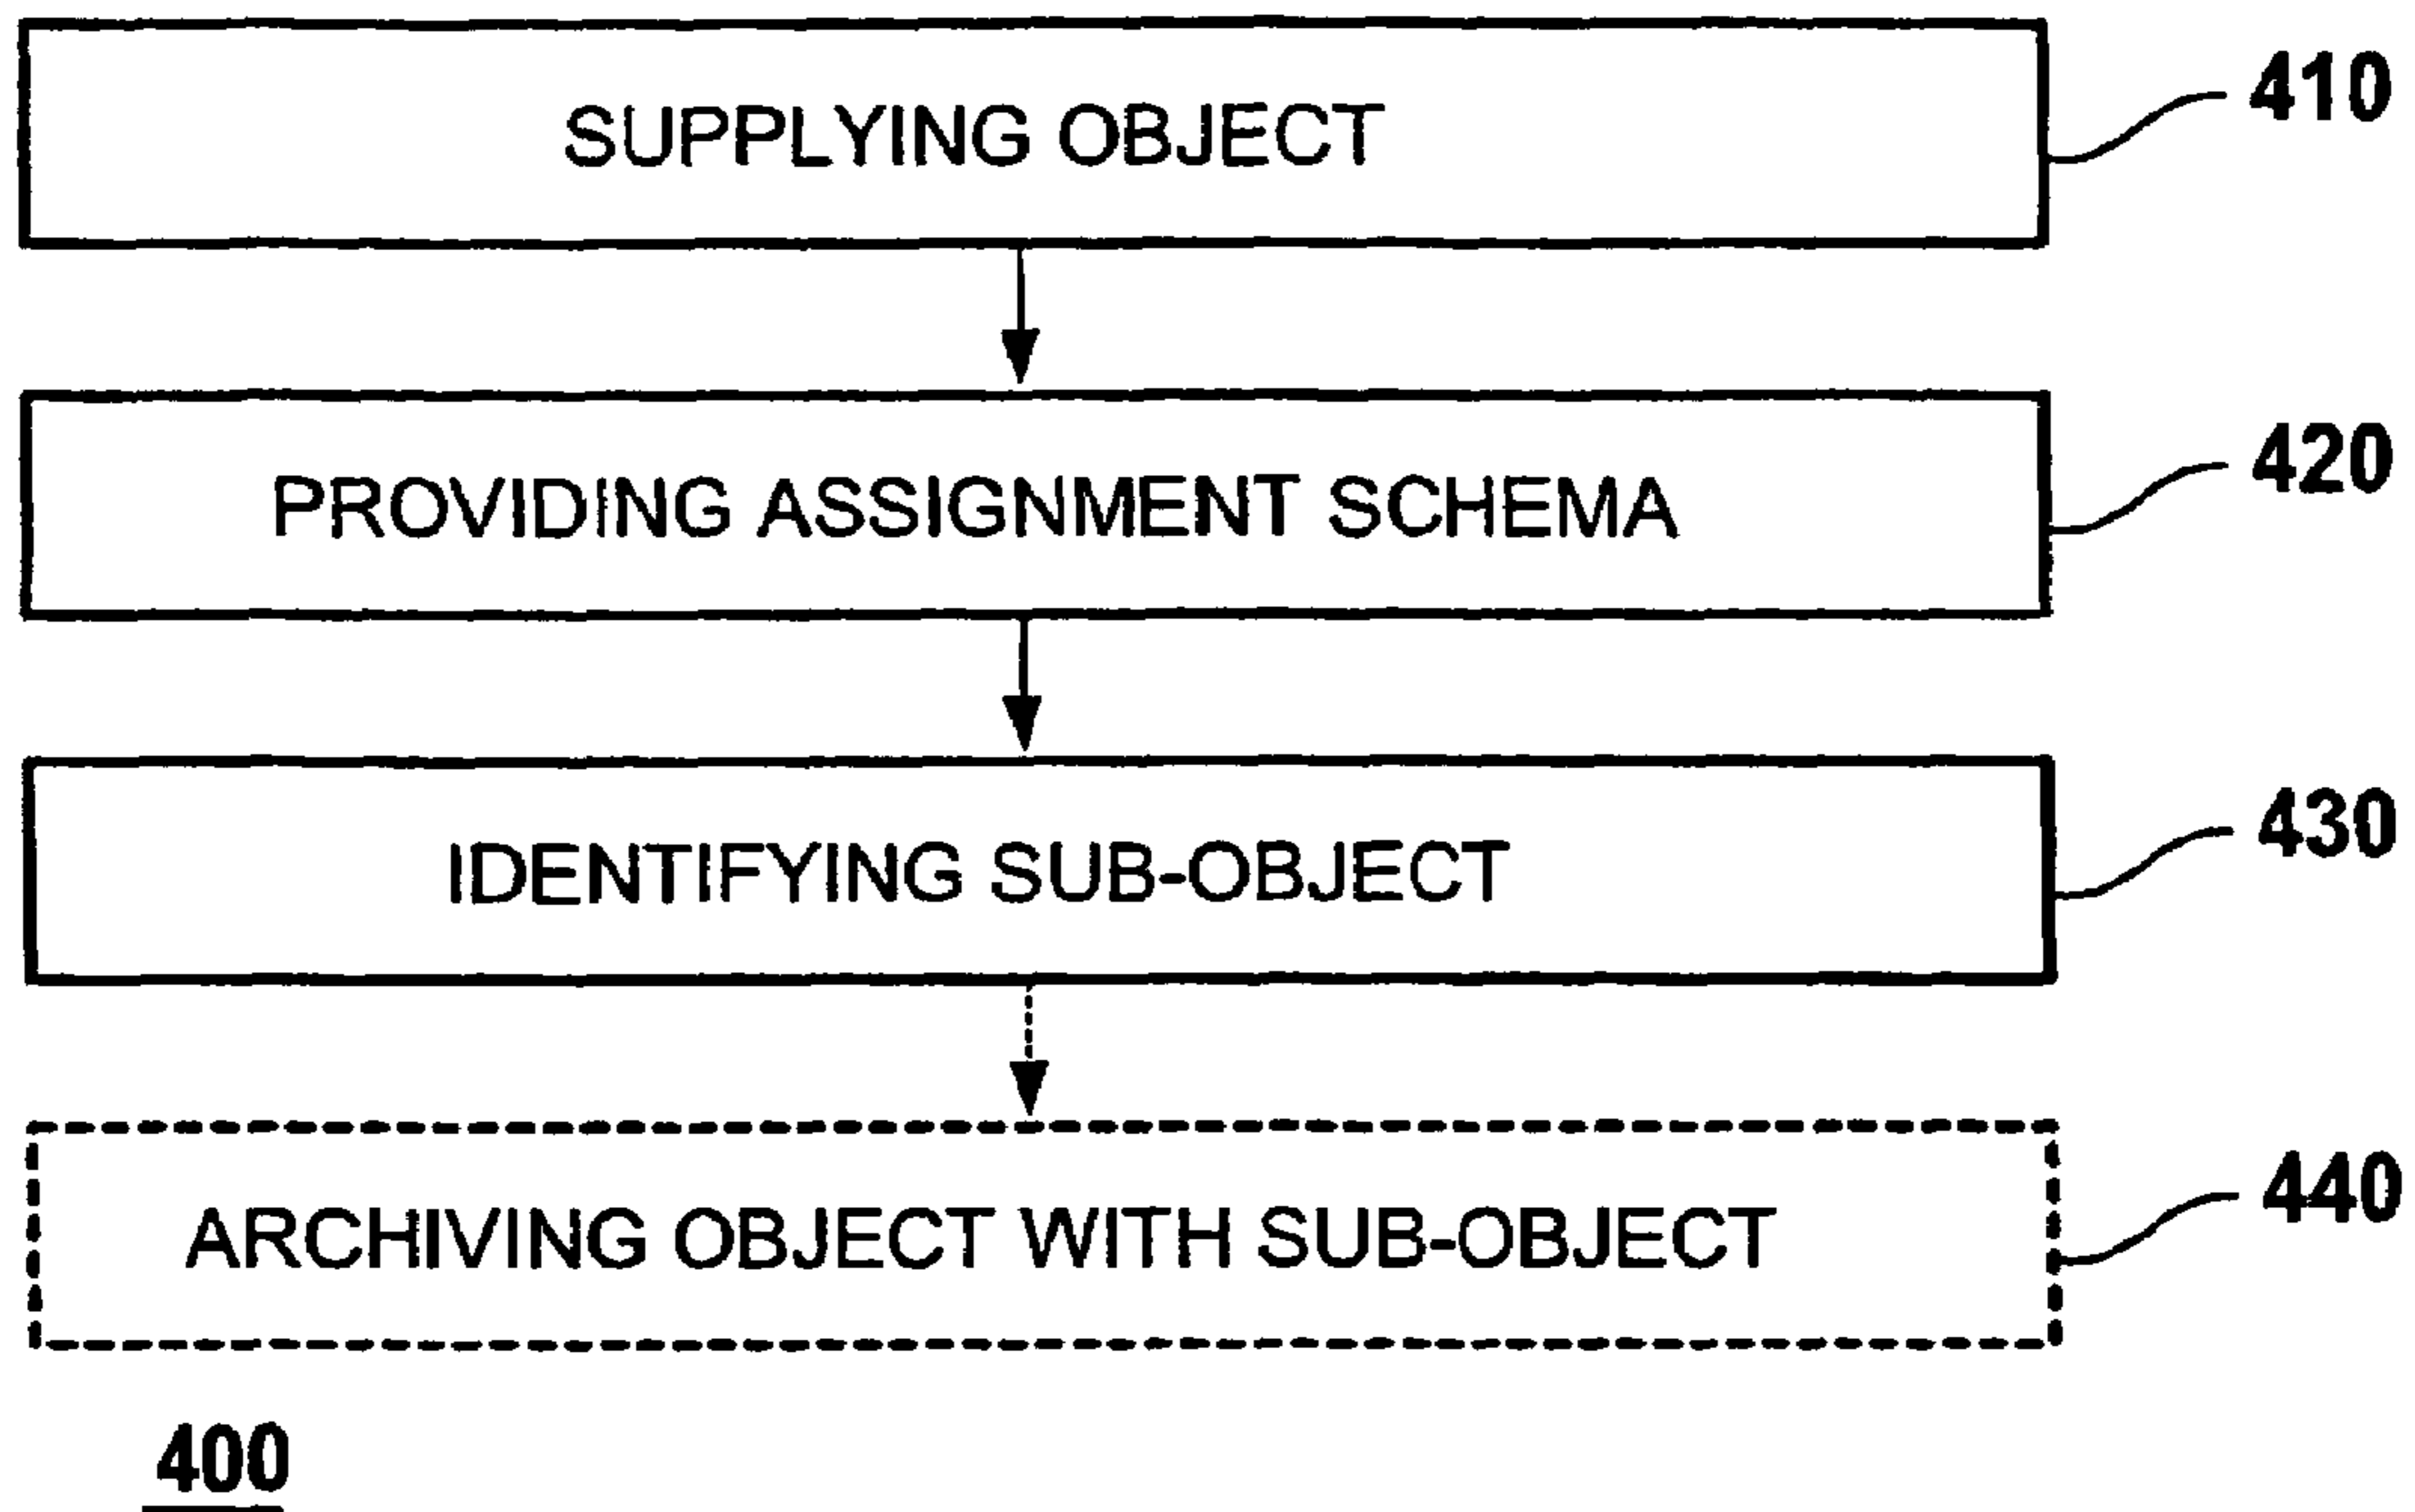 SUPPLYING OBJECT
410
PROVIDING ASSIGNMENT SCHEMA
420
IDENTIFYING SUB-OBJECT
430
ARCHIVING OBJECT WITH SUB-OBJECT
440
400